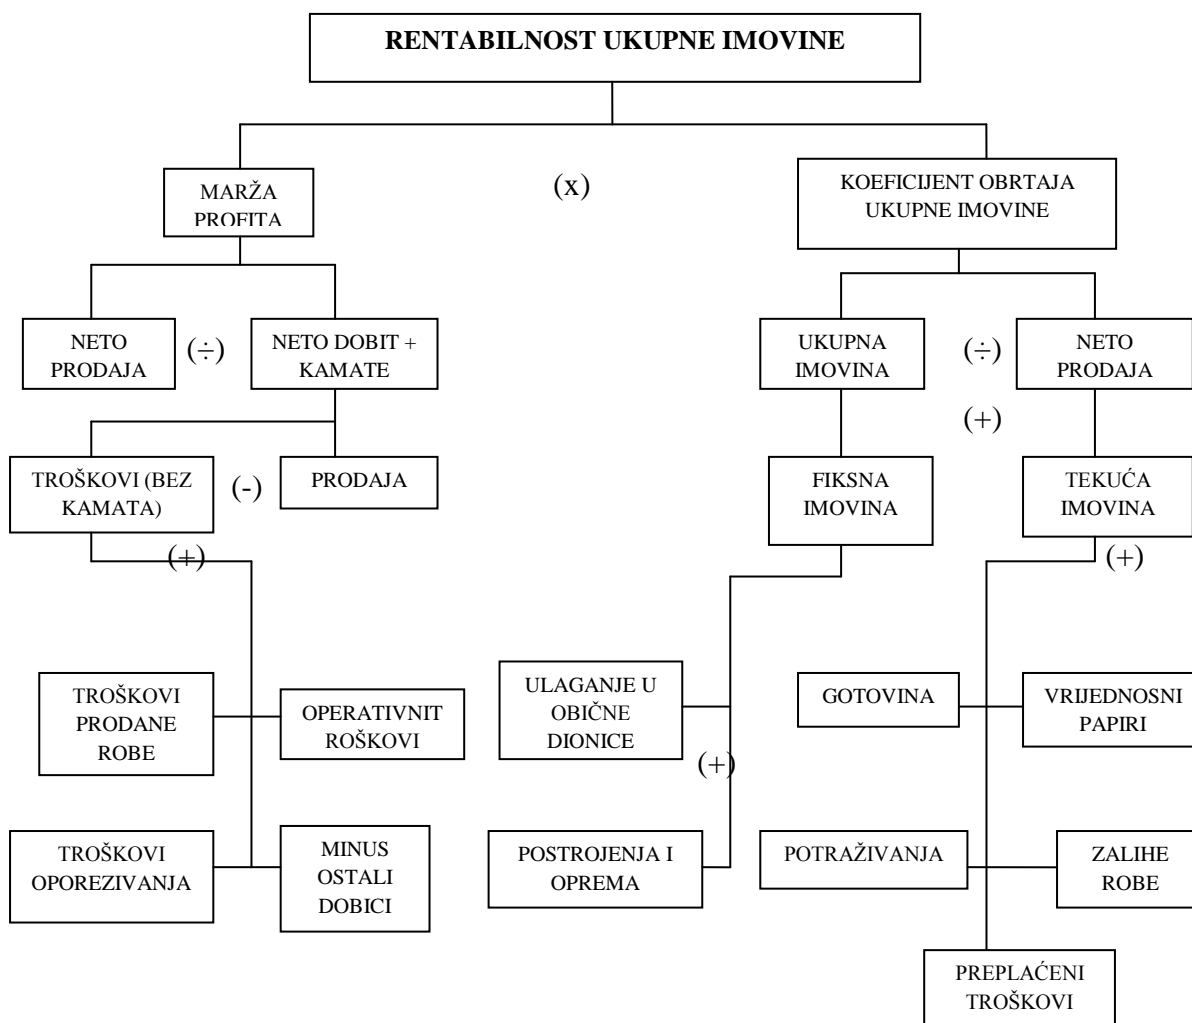 RENTABILNOST UKUPNE IMOVINE
MARŽA
PROFITA
(x)
KOEFICIJENT OBRTAJA
UKUPNE IMOVINE
NETO
PRODAJA
(÷)
NETO DOBIT +
KAMATE
UKUPNA
IMOVINA
(÷)
NETO
PRODAJA
(+)
TROŠKOVI (BEZ
KAMATA)
(-)
PRODAJA
FIKSNA
IMOVINA
TEKUĆA
IMOVINA
(+)
(+)
TROŠKOVI
PRODANE
ROBE
OPERATIVNIT
ROŠKOVI
ULAGANJE U
OBIČNE
DIONICE
GOTOVINA
VRIJEDNOSNI
PAPIRI
(+)
TROŠKOVI
OPOREZIVANJA
MINUS
OSTALI
DOBICI
POSTROJENJA I
OPREMA
POTRAŽIVANJA
ZALIHE
ROBE
PREPLAĆENI
TROŠKOVI